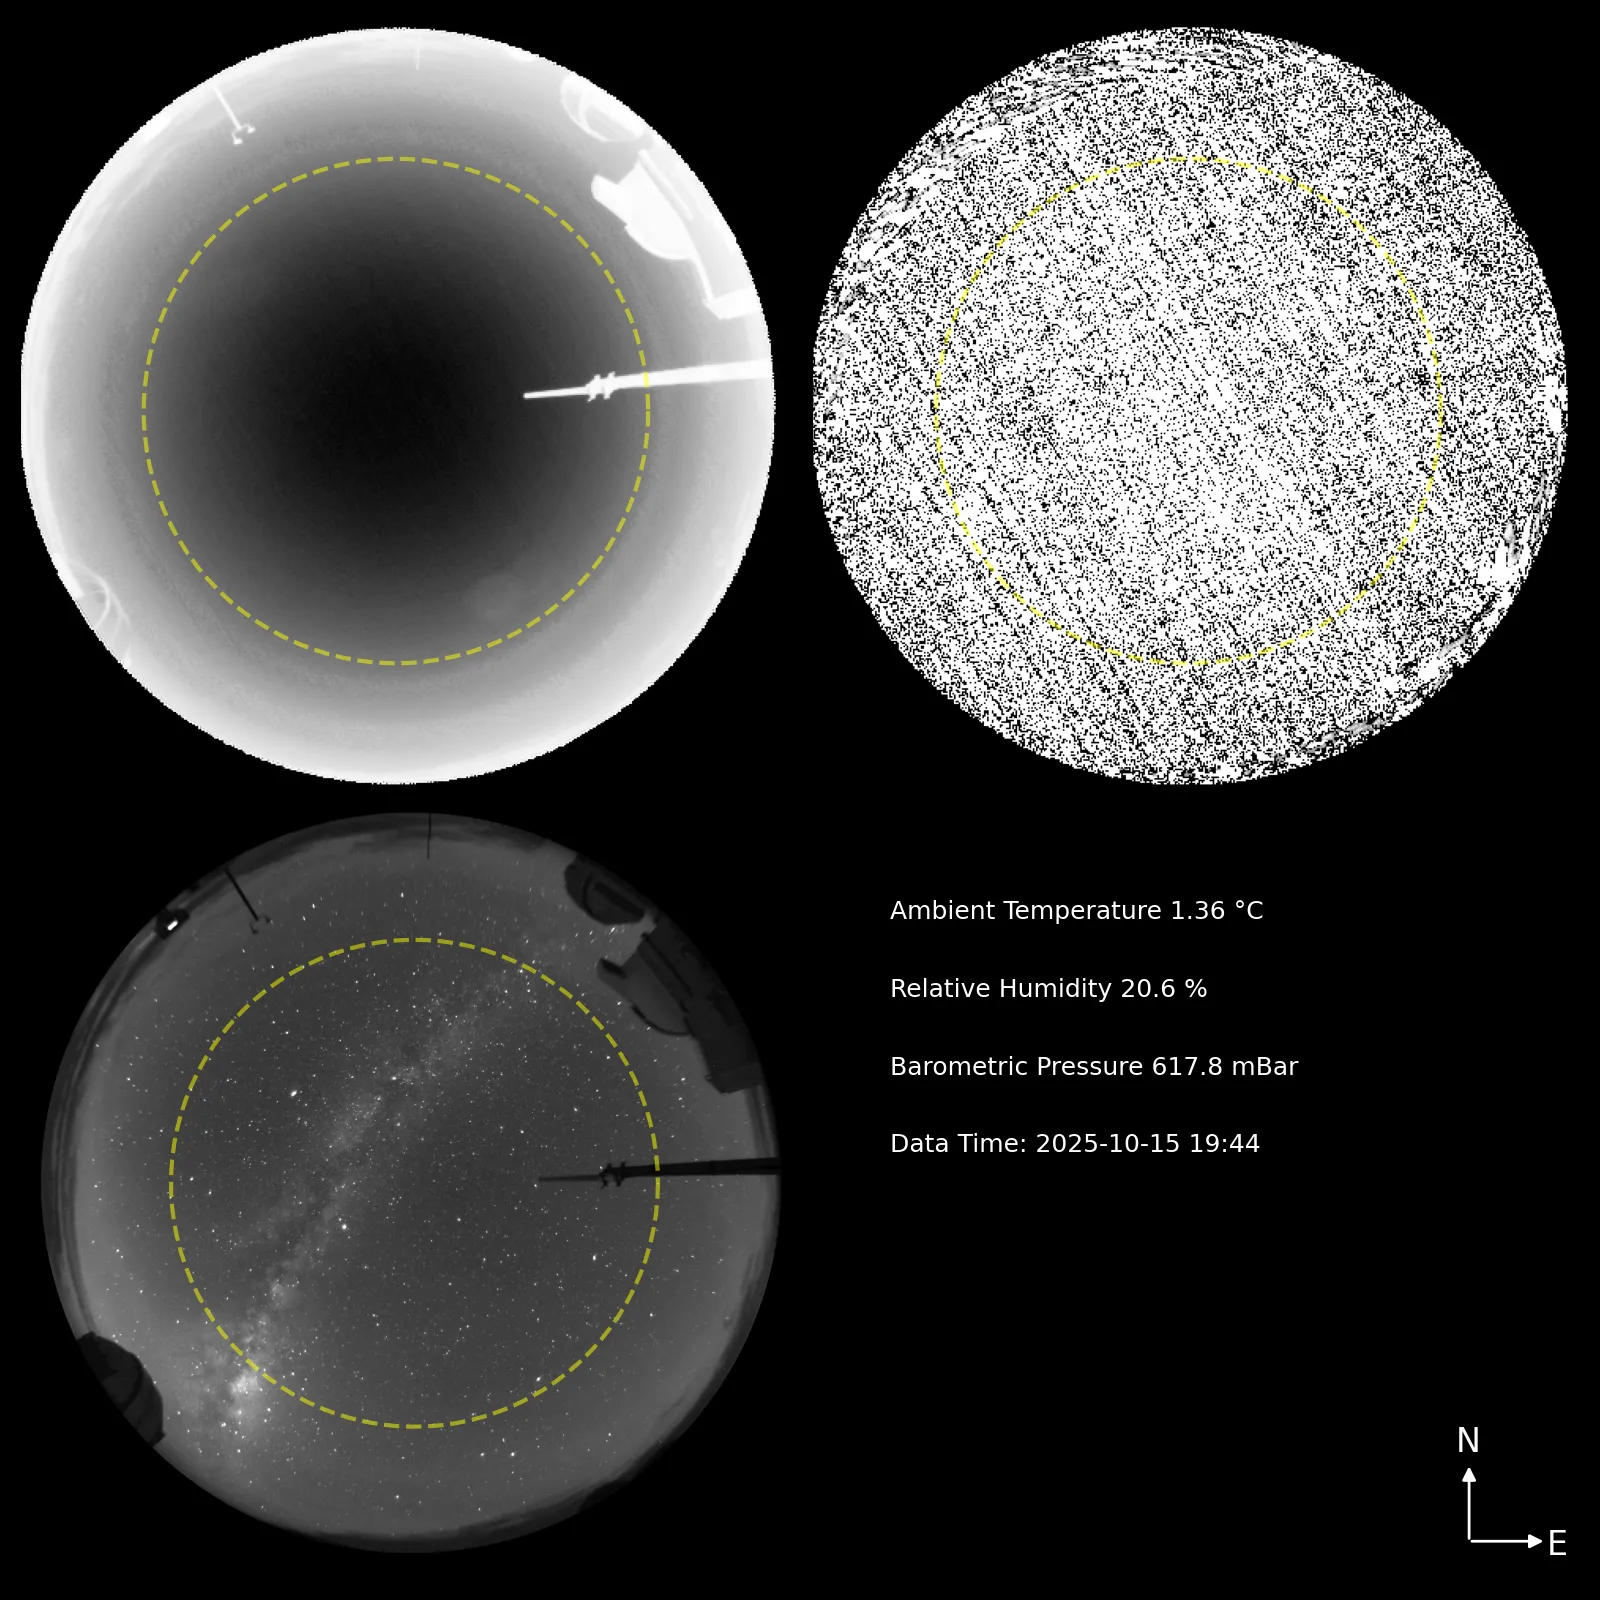 Ambient Temperature 1.36 °C
Relative Humidity 20.6 %
Barometric Pressure 617.8 mBar
Data Time: 2025-10-15 19:44
N
E